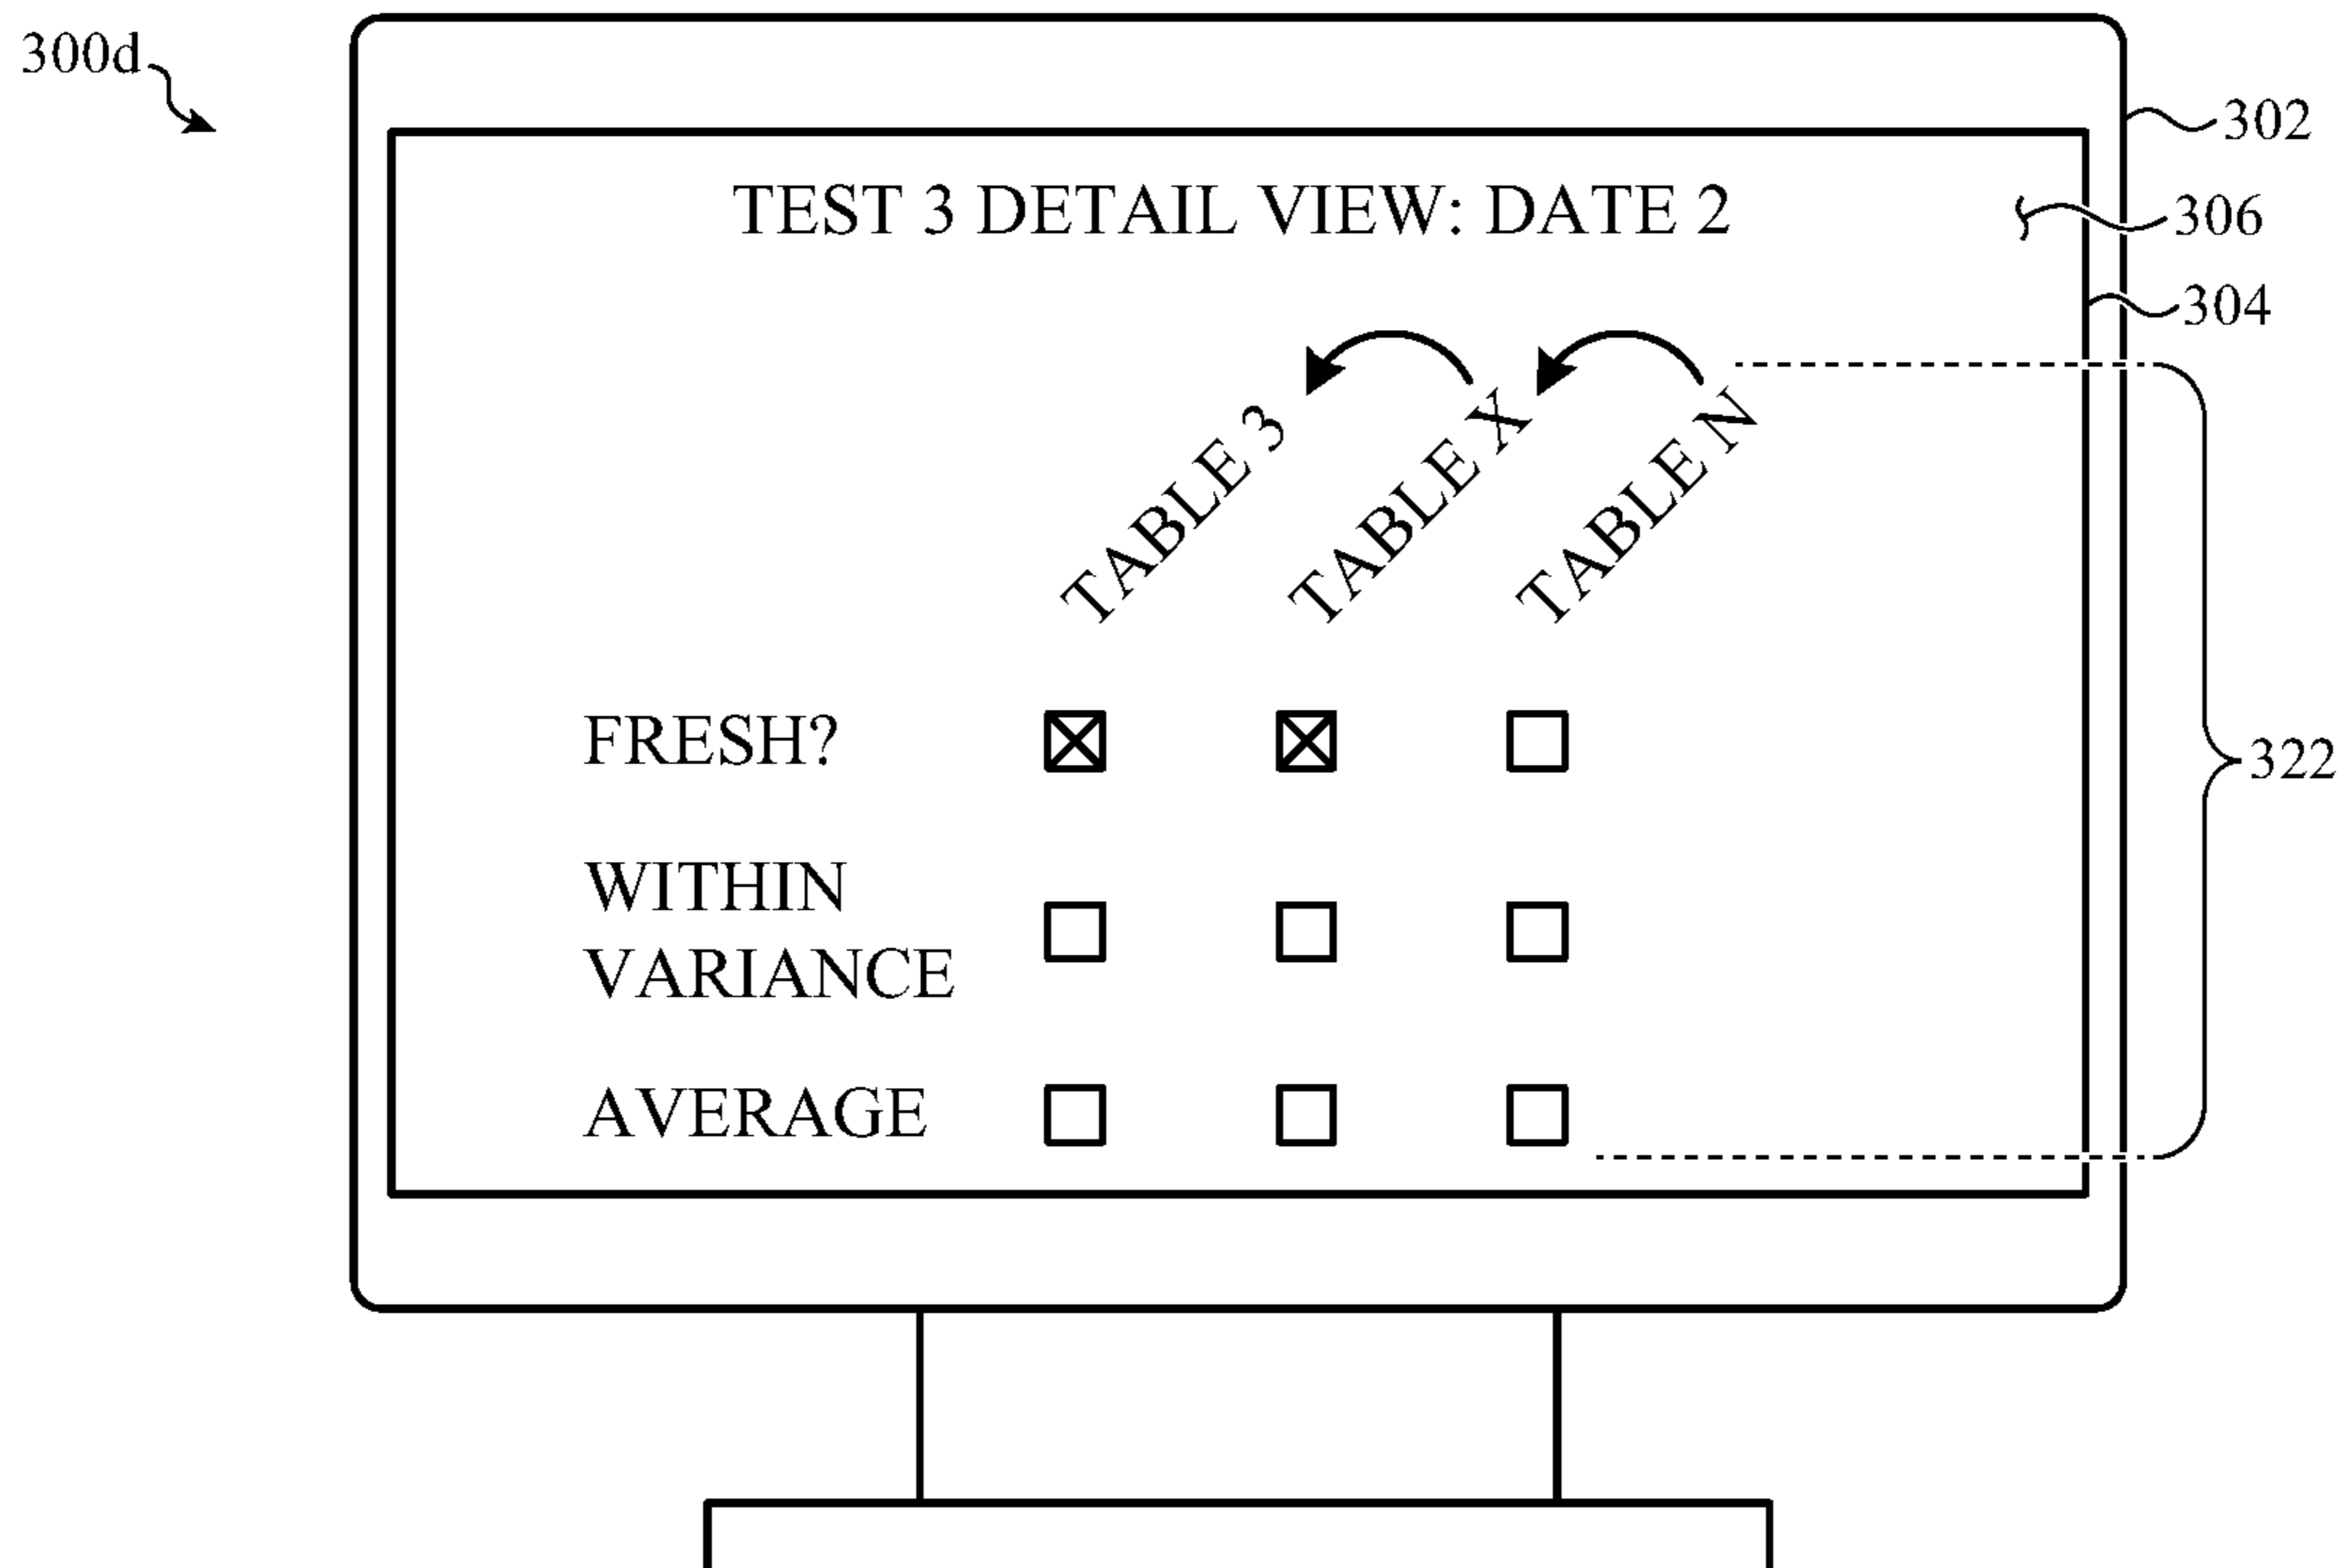 300d
302
TEST 3 DETAIL VIEW: DATE 2
306
304
TABLE 3
TABLE X
TABLE N
FRESH?
322
WITHIN
VARIANCE
AVERAGE